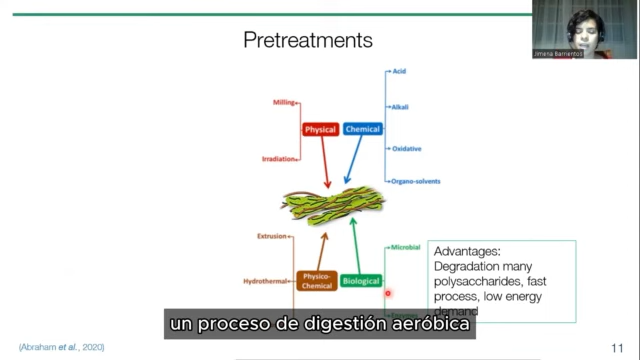 Pretreatments
Jimena Barrientos
Acid
Milling
Alkali
Physical
Chemical
Oxidative
Irradiation
Organo-solvents
Extrusion
Microbial
Hydrothermal
Physico-
Chemical
Biological
Advantages:
Degradation many
polysaccharides, fast
process, low energy
demand
un proceso de digestión aeróbica
(Abraham et al., 2020)
11